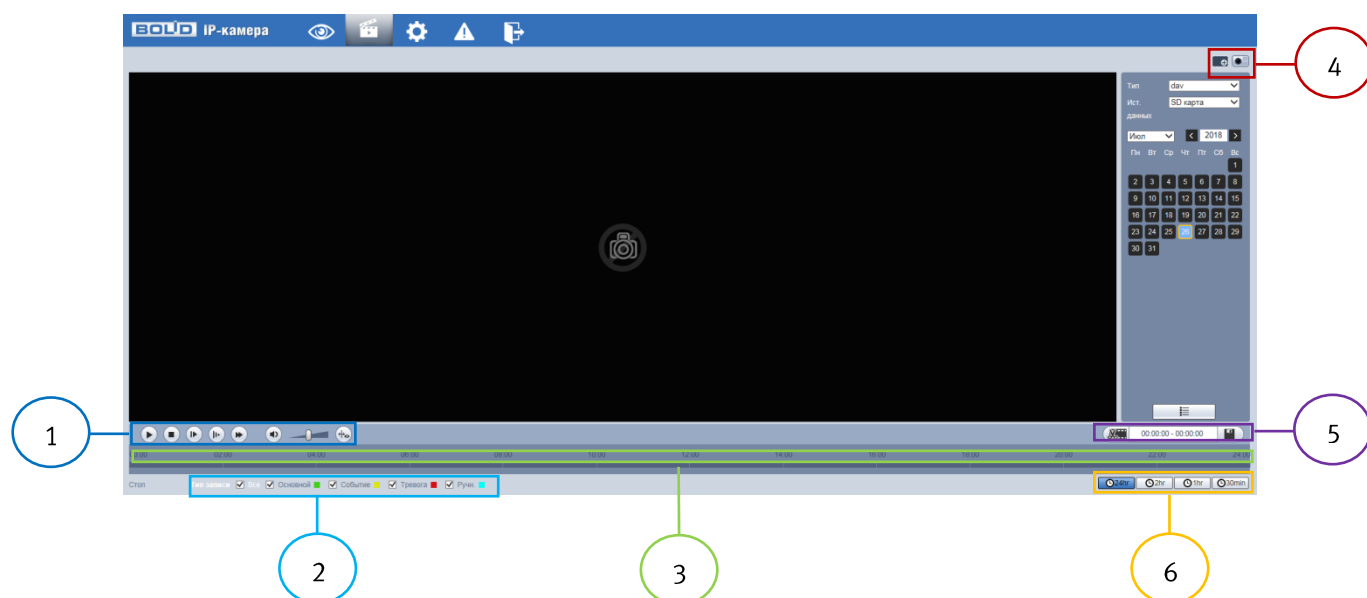 BOLID IP-камера
4
Тип dav
Ист. данных SD карта
Июл 2018
Пн Вт Ср Чт Пт Сб Вс
1
2 3 4 5 6 7 8
9 10 11 12 13 14 15
16 17 18 19 20 21 22
23 24 25 26 27 28 29
30 31
1
00:00:00 - 00:00:00
5
0:00 02:00 04:00 06:00 08:00 10:00 12:00 14:00 16:00 18:00 20:00 22:00 24:00
Стоп Тип записи Все Основной Событие Тревога Ручн.
24hr 2hr 1hr 30min
2
3
6